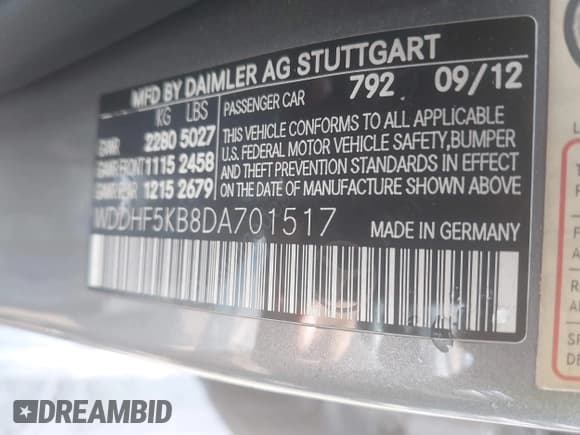 MFD BY DAIMLER AG STUTTGART
KG LBS PASSENGER CAR 792 09/12
GVWR 2280 5027
GAWR FRONT 1115 2458
GAWR REAR 1215 2679
THIS VEHICLE CONFORMS TO ALL APPLICABLE
U.S. FEDERAL MOTOR VEHICLE SAFETY,BUMPER
AND THEFT PREVENTION STANDARDS IN EFFECT
ON THE DATE OF MANUFACTURE SHOWN ABOVE
WDDHF5KB8DA701517 MADE IN GERMANY
DREAMBID